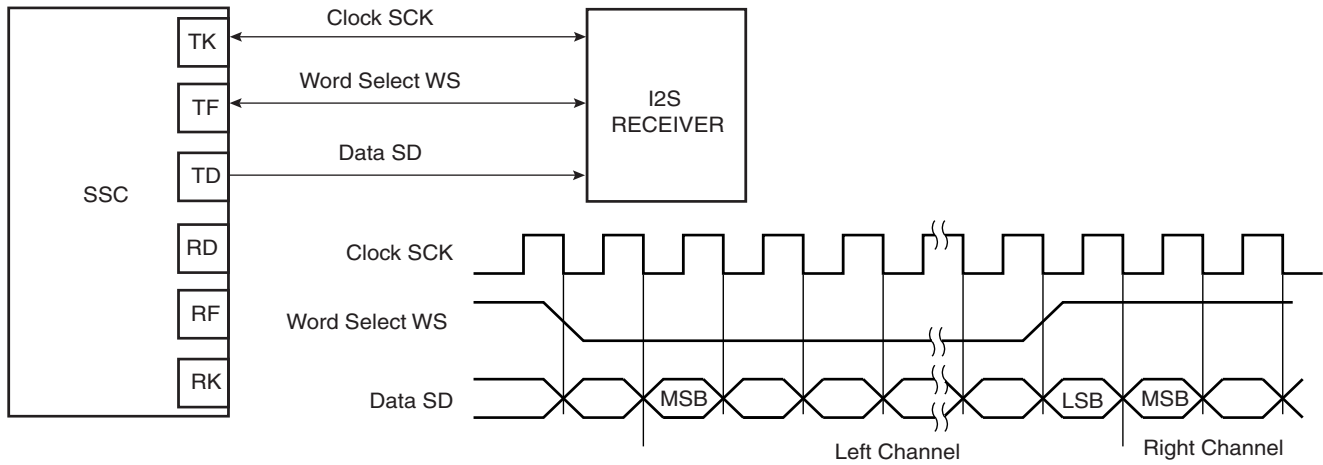 Clock SCK
TK
Word Select WS
TF
I2S
RECEIVER
Data SD
TD
SSC
RD
Clock SCK
RF
Word Select WS
RK
Data SD
MSB
LSB
MSB
Left Channel
Right Channel